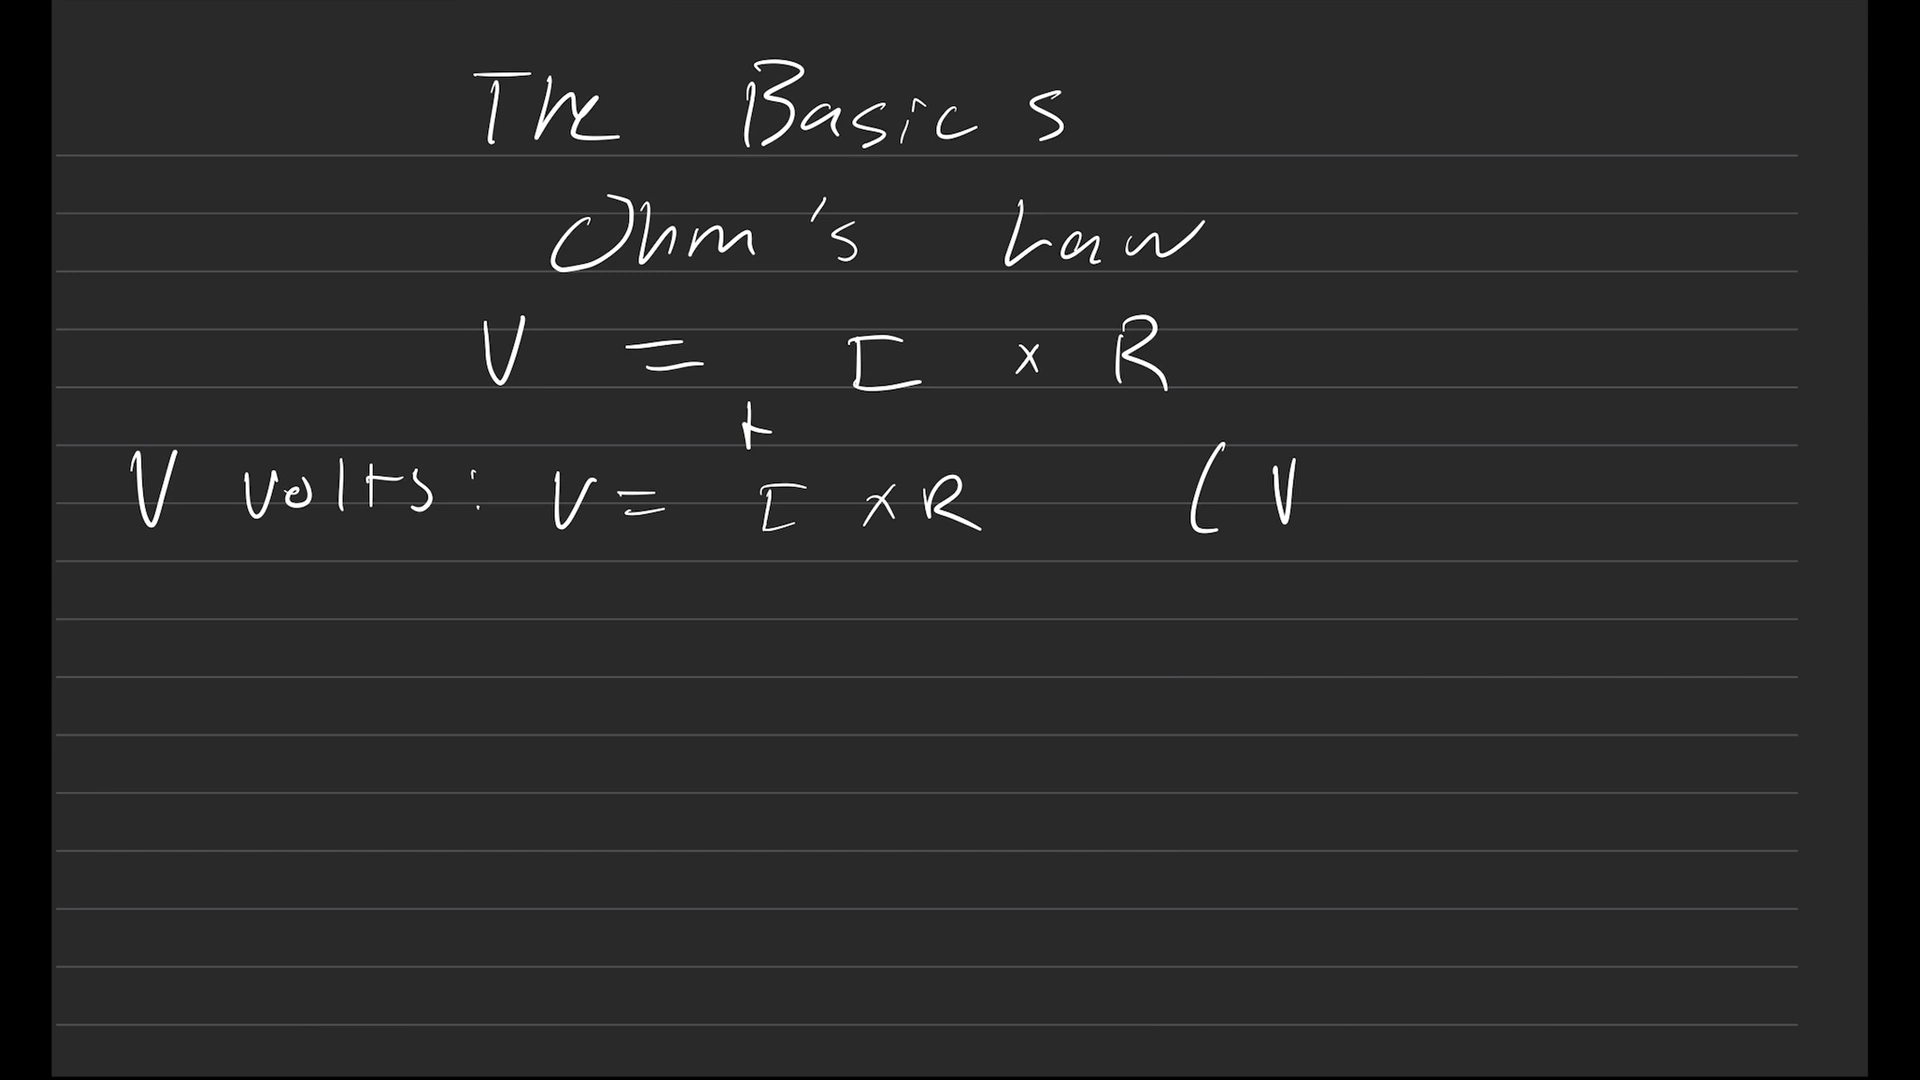 The Basics
Ohm's Law
V = I x R
+
V volts: V = I x R (V